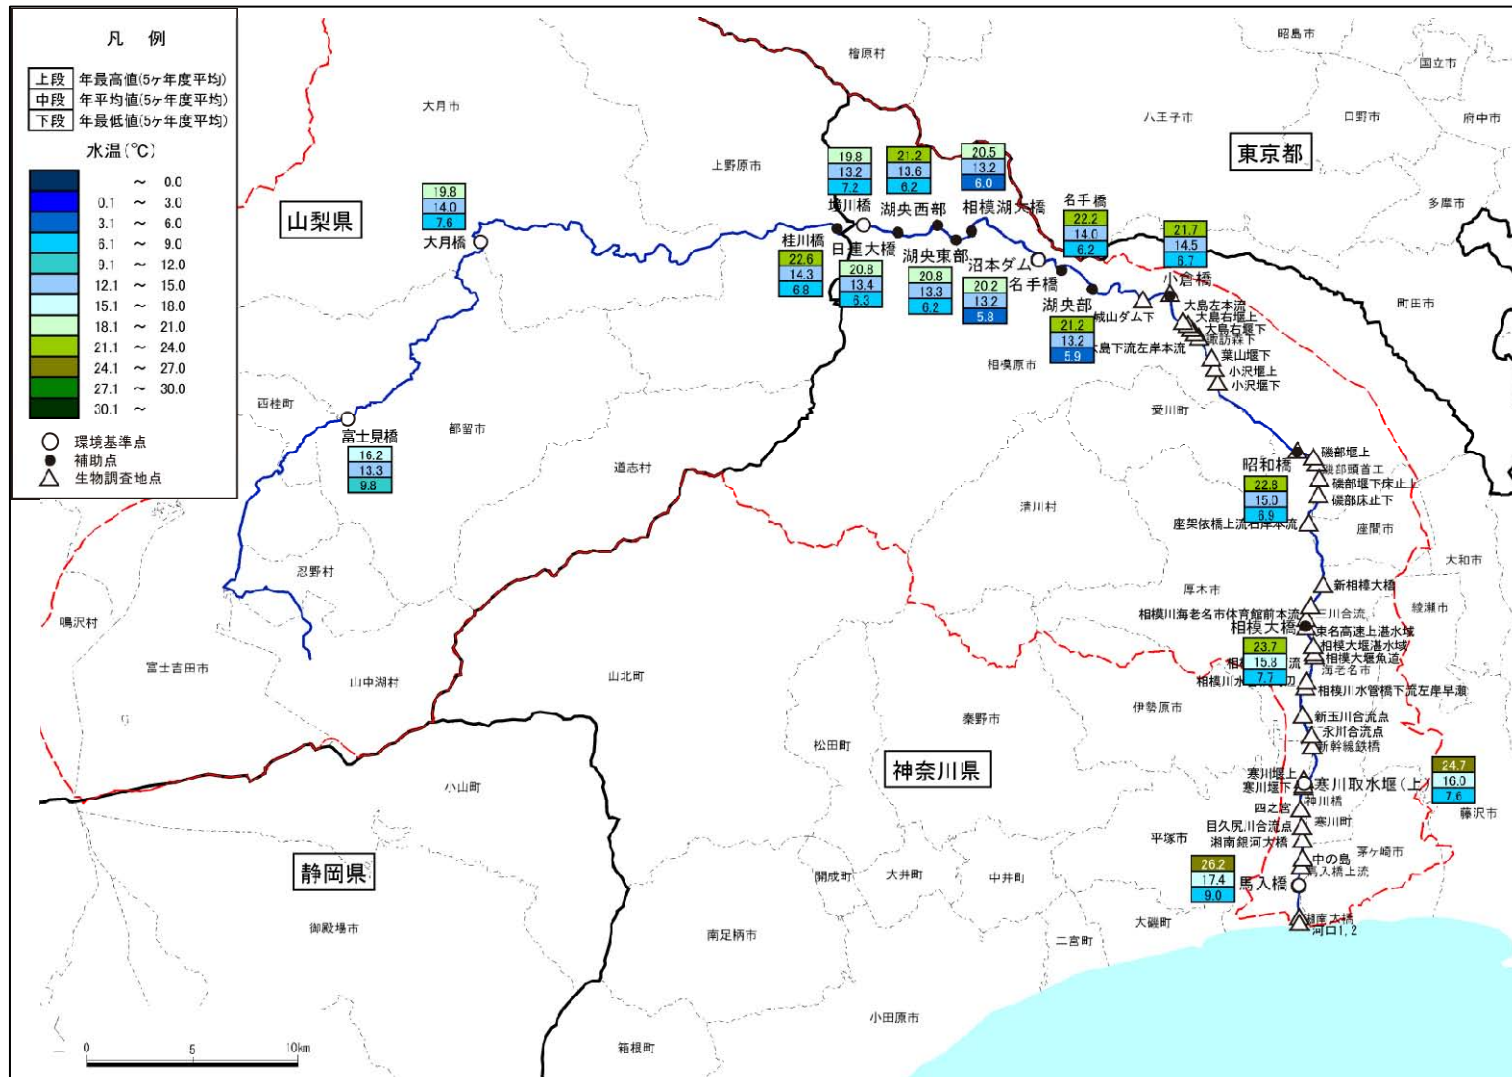 凡 例
上段 年最高値(5ヶ年度平均)
中段 年平均値(5ヶ年度平均)
下段 年最低値(5ヶ年度平均)
水温(℃)
～ 0.0
0.1 ～ 3.0
3.1 ～ 6.0
6.1 ～ 9.0
9.1 ～ 12.0
12.1 ～ 15.0
15.1 ～ 18.0
18.1 ～ 21.0
21.1 ～ 24.0
24.1 ～ 27.0
27.1 ～ 30.0
30.1 ～
環境基準点
補助点
生物調査地点
檜原村
昭島市
国立市
日野市
府中市
八王子市
東京都
多摩市
町田市
大月市
上野原市
山梨県
19.8
14.0
7.6
大月橋
19.8
13.2
7.2
境川橋
21.2
13.6
6.2
湖央西部
20.5
13.2
6.0
相模湖大橋
名手橋
22.2
14.0
6.2
21.7
14.5
6.7
小倉橋
桂川橋
22.6
14.3
6.8
日連大橋
20.8
13.4
6.3
湖央東部
20.8
13.3
6.2
沼本ダム
20.2
13.2
5.8
名手橋
湖央部
21.2
13.2
5.9
城山ダム下
大島左本流
大島右堰上
大島右堰下
諏訪森下
大島下流左岸本流
葉山堰下
小沢堰上
小沢堰下
相模原市
愛川町
西桂町
都留市
道志村
富士見橋
16.2
13.3
9.8
昭和橋
22.8
15.0
6.9
磯部堰上
磯部頭首工
磯部堰下床止上
磯部床止下
座架依橋上流右岸本流
座間市
清川村
大和市
忍野村
鳴沢村
富士吉田市
山中湖村
山北町
厚木市
綾瀬市
新相模大橋
相模川海老名市体育館前本流
三川合流
相模大橋
23.7
15.8
7.7
東名高速上湛水域
相模大堰湛水域
相模大堰魚道
海老名市
相模川水管橋下流左岸早瀬
伊勢原市
秦野市
松田町
新玉川合流点
永川合流点
新幹線鉄橋
神奈川県
小山町
寒川堰上
寒川堰下
寒川取水堰(上)
24.7
16.0
7.6
神川橋
四之宮
寒川町
藤沢市
目久尻川合流点
湘南銀河大橋
平塚市
茅ヶ崎市
中の島
馬入橋上流
26.2
17.4
9.0
馬入橋
湘南大橋
河口1,2
静岡県
御殿場市
開成町
大井町
中井町
大磯町
二宮町
南足柄市
小田原市
箱根町
0 5 10km